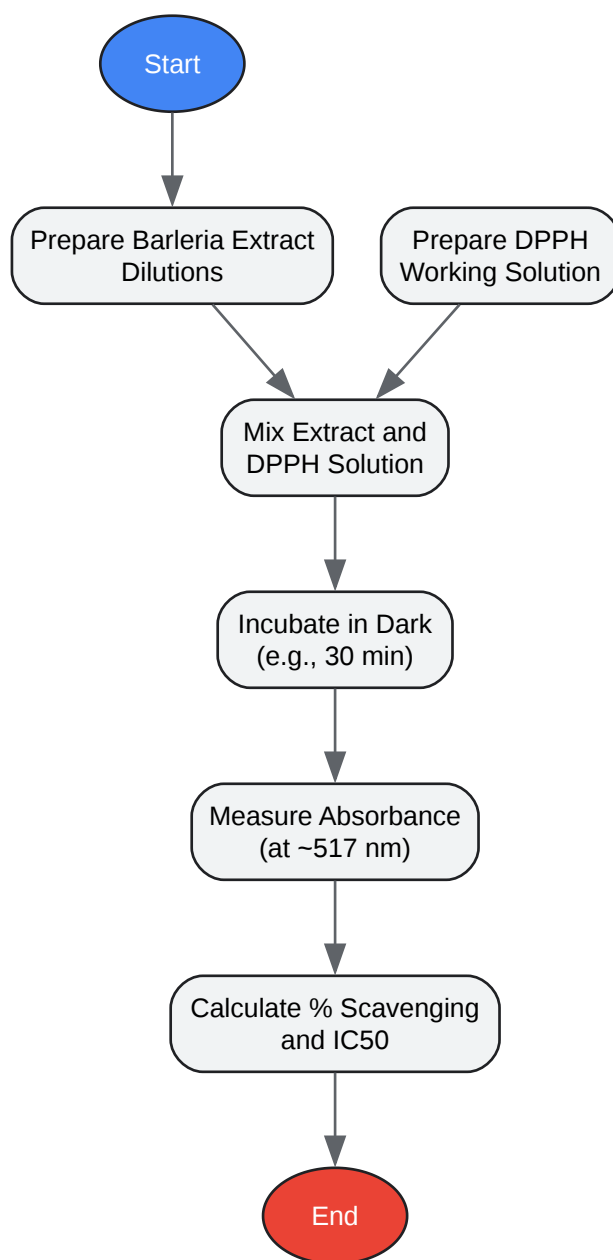 Start
Prepare Barleria Extract
Dilutions
Prepare DPPH
Working Solution
Mix Extract and
DPPH Solution
Incubate in Dark
(e.g., 30 min)
Measure Absorbance
(at ~517 nm)
Calculate % Scavenging
and IC50
End